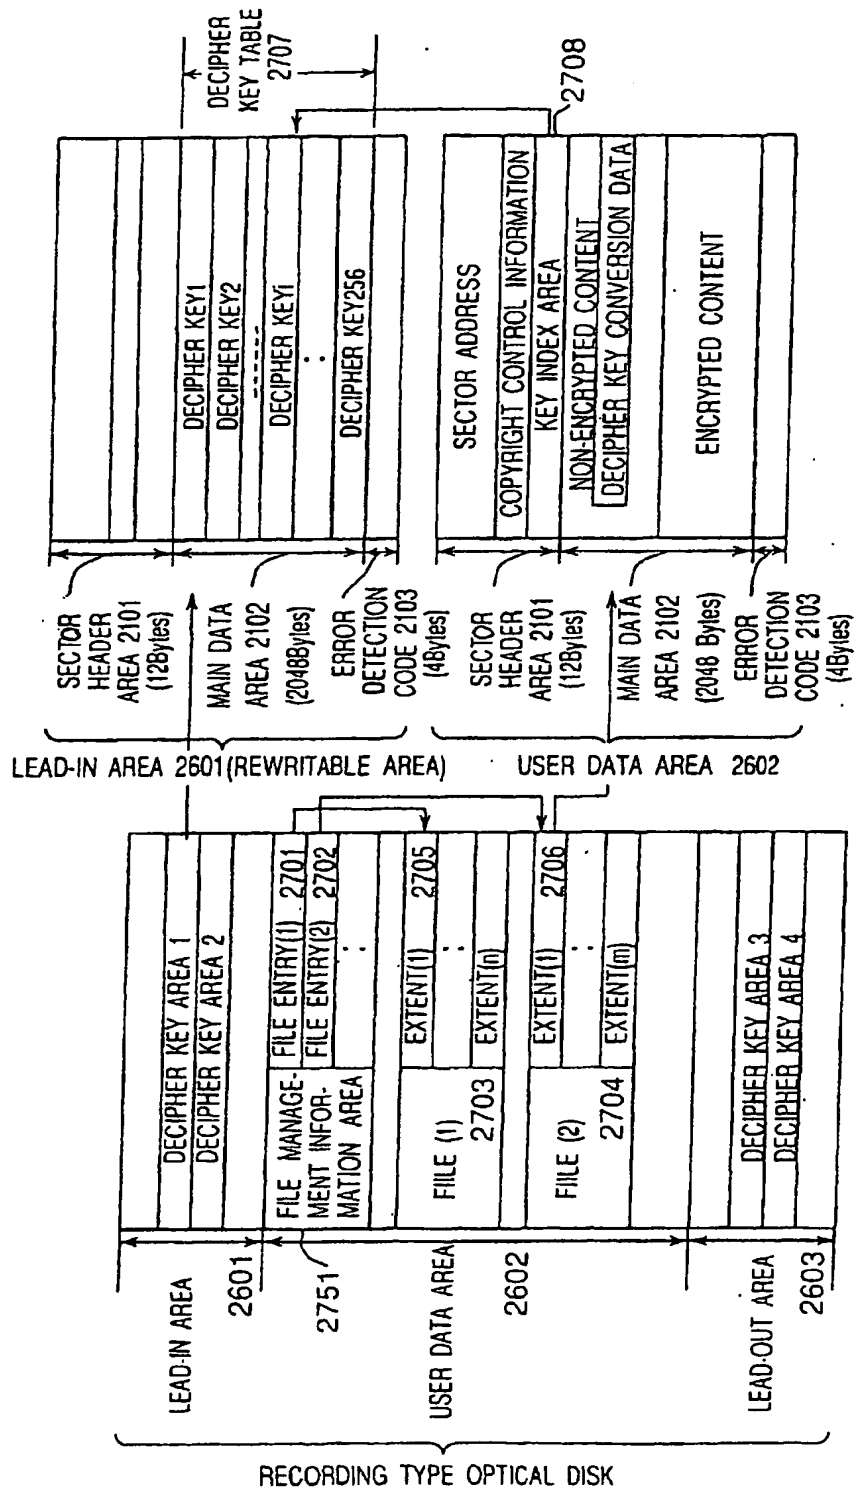 RECORDING TYPE OPTICAL DISK
LEAD-IN AREA
2601
DECIPHER KEY AREA 1
DECIPHER KEY AREA 2
2751
USER DATA AREA
2602
FILE MANAGE-
MENT INFOR-
MATION AREA
FILE ENTRY(1) 2701
FILE ENTRY(2) 2702
:
FIILE (1)
2703
EXTENT(1) 2705
:
EXTENT(n)
FIILE (2)
2704
EXTENT(1) 2706
:
EXTENT(m)
LEAD-OUT AREA
2603
DECIPHER KEY AREA 3
DECIPHER KEY AREA 4
LEAD-IN AREA 2601(REWRITABLE AREA)
SECTOR
HEADER
AREA 2101
(12Bytes)
MAIN DATA
AREA 2102
(2048Bytes)
ERROR
DETECTION
CODE 2103
(4Bytes)
DECIPHER KEY1
DECIPHER KEY2
-----
DECIPHER KEYi
:
DECIPHER KEY256
DECIPHER
KEY TABLE
2707
USER DATA AREA 2602
SECTOR
HEADER
AREA 2101
(12Bytes)
MAIN DATA
AREA 2102
(2048 Bytes)
ERROR
DETECTION
CODE 2103
(4Bytes)
SECTOR ADDRESS
COPYRIGHT CONTROL INFORMATION
KEY INDEX AREA
2708
NON-ENCRYPTED CONTENT
DECIPHER KEY CONVERSION DATA
ENCRYPTED CONTENT